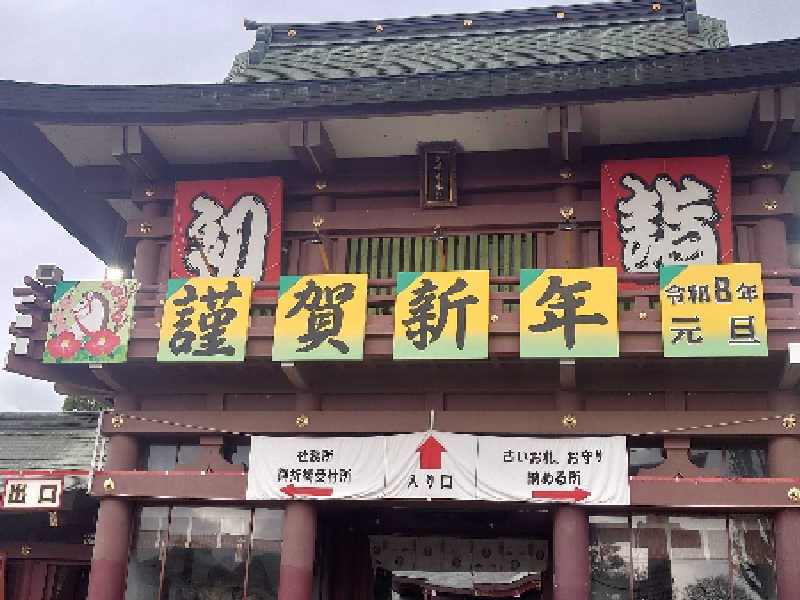 初
詣
謹賀新年
令和8年
元旦
社務所
御祈祷受付所
入り口
古いお札、お守り
納める所
出口